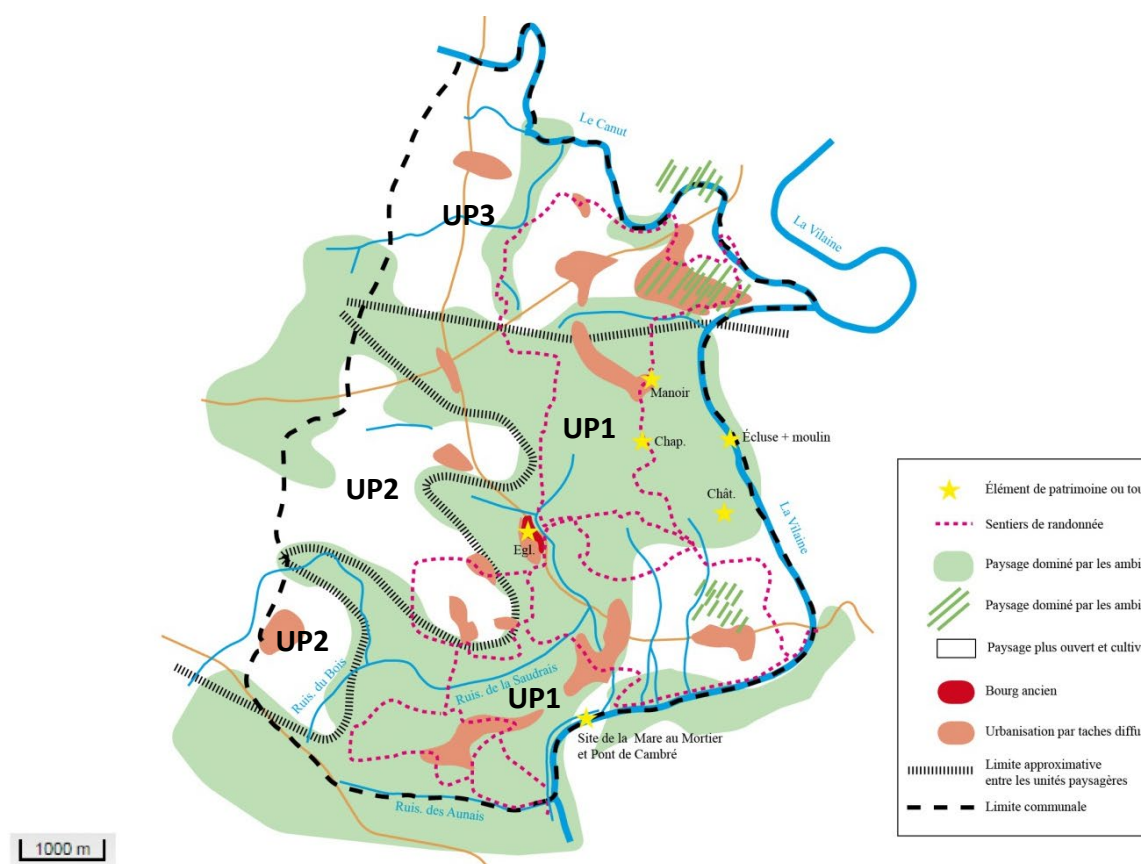 Le Canut
UP3
La Vilaine
Manoir
UP1
Chap.
Écluse + moulin
UP2
Chât.
La Vilaine
Egl.
UP2
Ruis. du Bois
Ruis. de la Saudrais
UP1
Site de la Mare au Mortier
et Pont de Cambré
Ruis. des Aunais
1000 m
Élément de patrimoine ou tou
Sentiers de randonnée
Paysage dominé par les ambi
Paysage dominé par les ambi
Paysage plus ouvert et cultiv
Bourg ancien
Urbanisation par taches diffu
Limite approximative
entre les unités paysagères
Limite communale